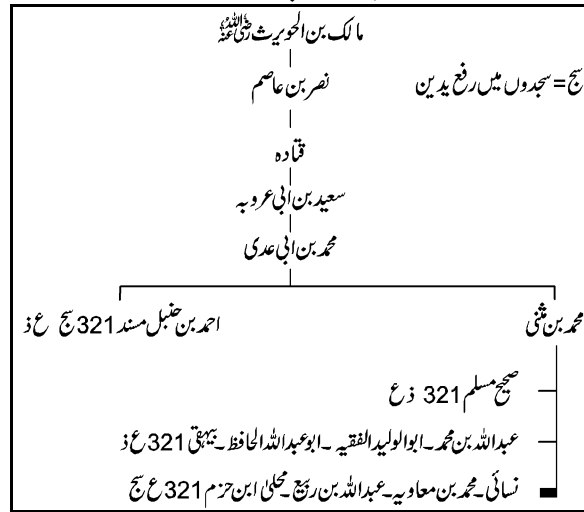 مالک بن الحویرث رضی اللہ عنہ
نصر بن عاصم
سج = سجدوں میں رفع یدین
قتادہ
سعید بن ابی عروبہ
محمد بن ابی عدی
محمد بن مثنی
احمد بن حنبل مسند 321 سج ع ذ
صحیح مسلم 321 ذ ع
عبداللہ بن محمد۔ابوالولید الفقیہ۔ابوعبداللہ الحافظ۔بیہقی 321 ع ذ
نسائی۔محمد بن معاویہ۔عبداللہ بن ربیع۔محلیٰ ابن حزم 321 ع سج